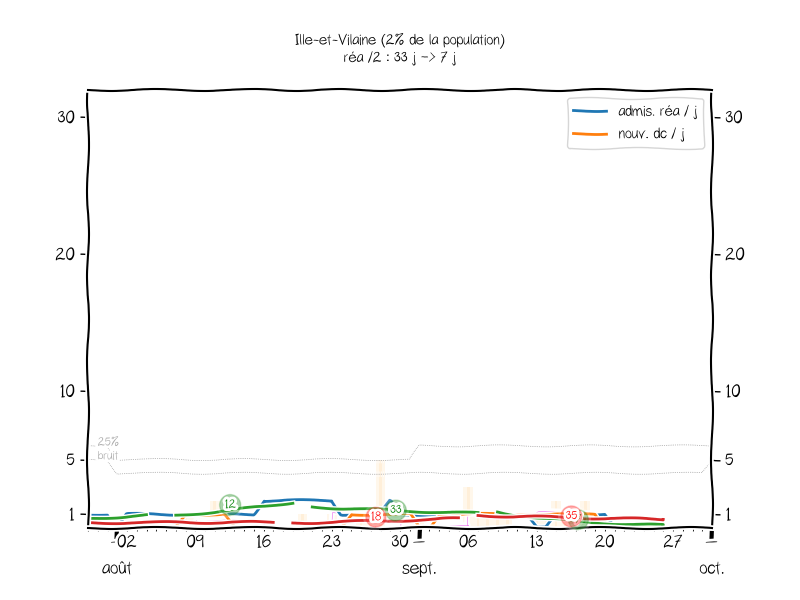 Ille-et-Vilaine (2% de la population)
réa /2 : 33 j -> 7 j
admis. réa / j
nouv. dc / j
30
30
20
20
10
10
25%
bruit
5
5
12
33
18
35
1
1
02 09 16 23 30 06 13 20 27
août sept. oct.